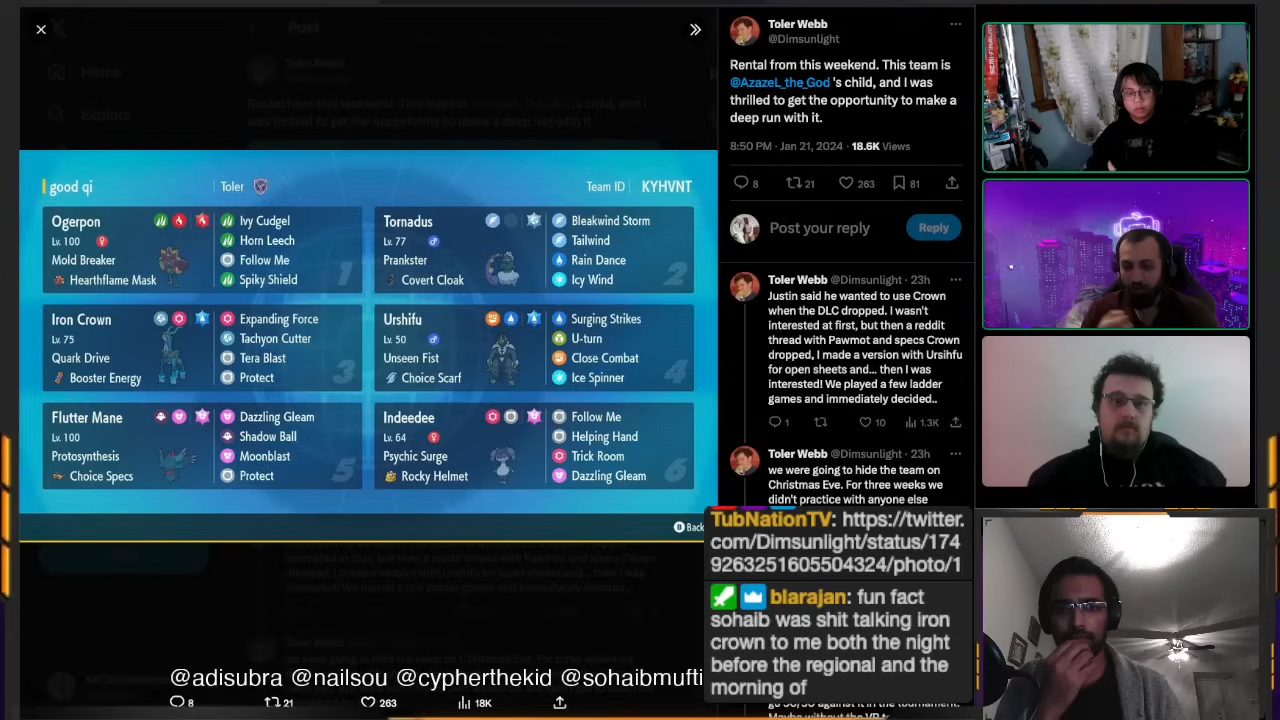 Post
Home
Explore
good qi
Toler
Team ID
KYHVNT
Ogerpon
Lv. 100
Mold Breaker
Hearthflame Mask
Ivy Cudgel
Horn Leech
Follow Me
Spiky Shield
1
Tornadus
Lv. 77
Prankster
Covert Cloak
Bleakwind Storm
Tailwind
Rain Dance
Icy Wind
2
Iron Crown
Lv. 75
Quark Drive
Booster Energy
Expanding Force
Tachyon Cutter
Tera Blast
Protect
3
Urshifu
Lv. 50
Unseen Fist
Choice Scarf
Surging Strikes
U-turn
Close Combat
Ice Spinner
4
Flutter Mane
Lv. 100
Protosynthesis
Choice Specs
Dazzling Gleam
Shadow Ball
Moonblast
Protect
5
Indeedee
Lv. 64
Psychic Surge
Rocky Helmet
Follow Me
Helping Hand
Trick Room
Dazzling Gleam
6
B Back
Toler Webb
@Dimsunlight
Rental from this weekend. This team is
@AzazeL_the_God 's child, and I was
thrilled to get the opportunity to make a
deep run with it.
8:50 PM · Jan 21, 2024 · 18.6K Views
8 21 263 81
Post your reply
Reply
Toler Webb @Dimsunlight · 23h
Justin said he wanted to use Crown
when the DLC dropped. I wasn't
interested at first, but then a reddit
thread with Pawmot and specs Crown
dropped, I made a version with Ursihfu
for open sheets and... then I was
interested! We played a few ladder
games and immediately decided..
1 10 1.3K
Toler Webb @Dimsunlight · 23h
we were going to hide the team on
Christmas Eve. For three weeks we
didn't practice with anyone else
TubNationTV: https://twitter.
com/Dimsunlight/status/174
9263251605504324/photo/1
blarajan: fun fact
sohaib was shit talking iron
crown to me both the night
before the regional and the
morning of
@adisubra @nailsou @cypherthekid @sohaibmufti
8 21 263 18K